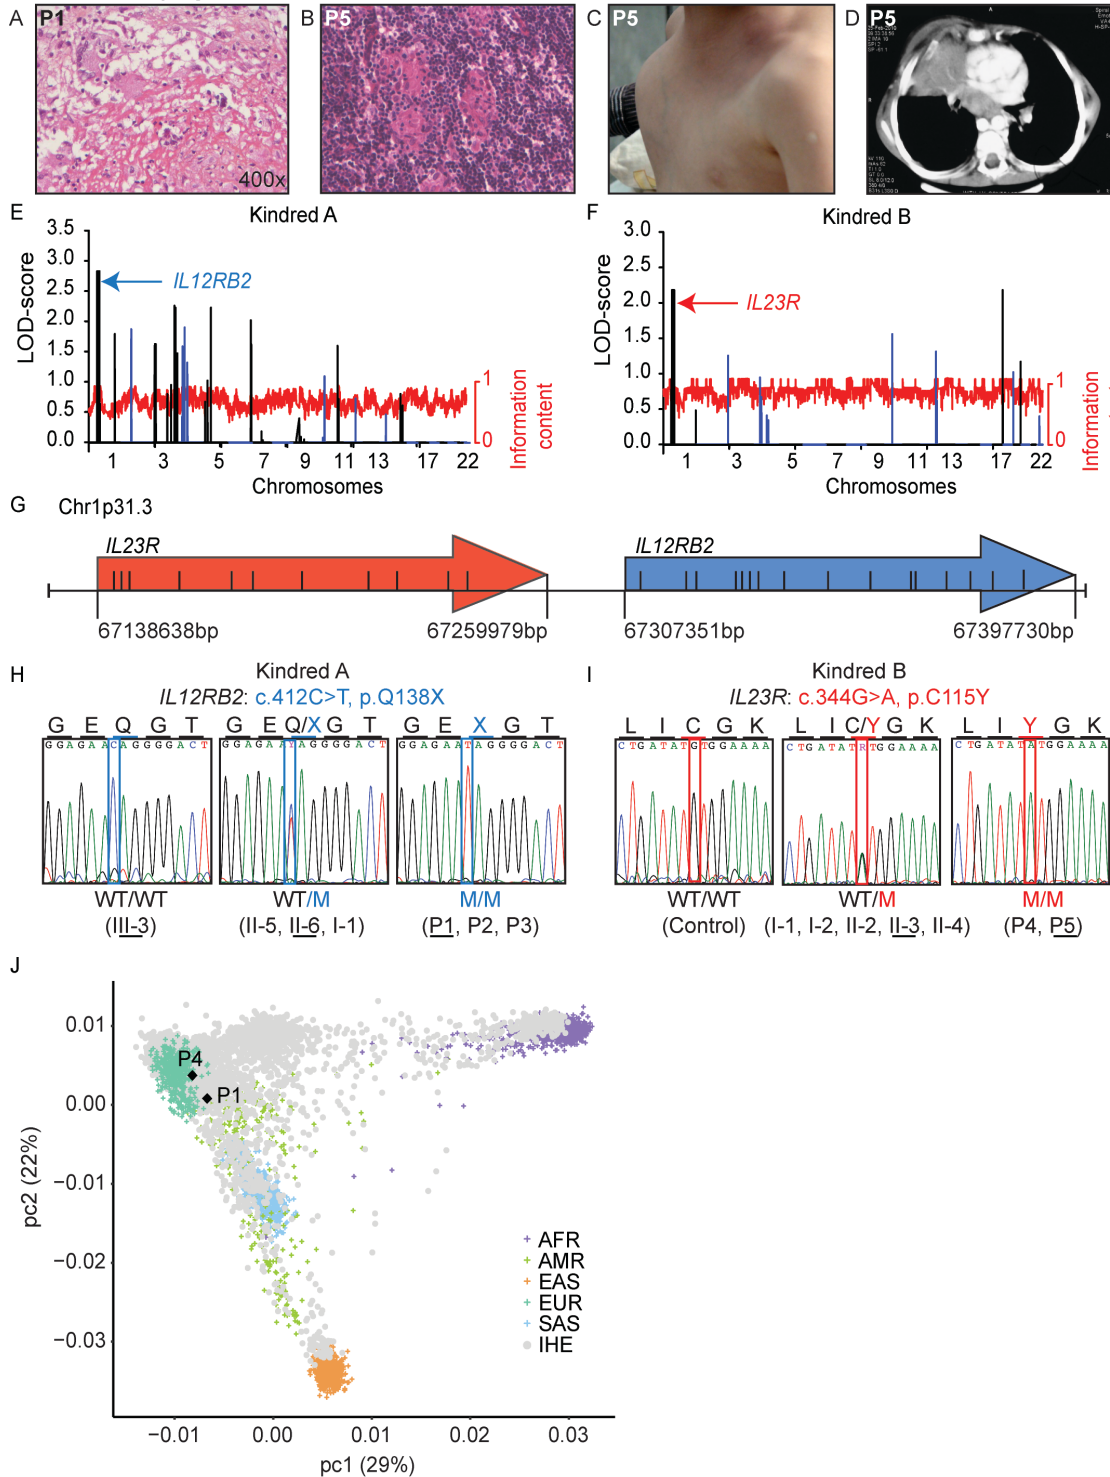 A P1 B P5 C P5 D P5
400x
E Kindred A F Kindred B
3.5
3.0
2.5
2.0
1.5
1.0
0.5
0.0
LOD-score
IL12RB2
1
0
Information
content
1 3 5 7 9 11 13 17 22
Chromosomes
3.0
2.5
2.0
1.5
1.0
0.5
0.0
LOD-score
IL23R
1
0
Information
1 3 5 7 9 11 13 17 22
Chromosomes
G Chr1p31.3
IL23R IL12RB2
67138638bp 67259979bp 67307351bp 67397730bp
H Kindred A
IL12RB2: c.412C>T, p.Q138X
G E Q G T G E Q/X G T G E X G T
GGAGAACAGGGGACT GGAGAAYAGGGGACT GGAGAATAGGGGACT
WT/WT WT/M M/M
(III-3) (II-5, II-6, I-1) (P1, P2, P3)
I Kindred B
IL23R: c.344G>A, p.C115Y
L I C G K L I C/Y G K L I Y G K
CTGATATGTGGAAAA CTGATATRTGGAAAA CTGATATATGGAAAA
WT/WT WT/M M/M
(Control) (I-1, I-2, II-2, II-3, II-4) (P4, P5)
J
0.01
0.00
−0.01
−0.02
−0.03
pc2 (22%)
P4
P1
AFR
AMR
EAS
EUR
SAS
IHE
−0.01 0.00 0.01 0.02 0.03
pc1 (29%)